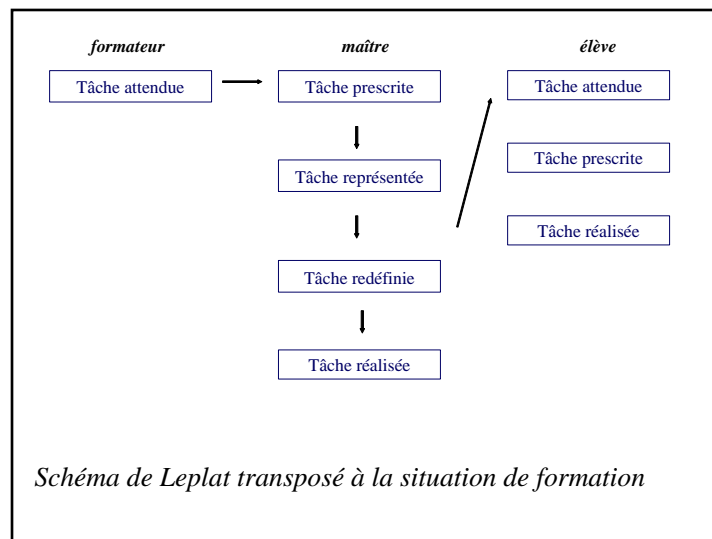 formateur
Tâche attendue
maître
Tâche prescrite
Tâche représentée
Tâche redéfinie
Tâche réalisée
élève
Tâche attendue
Tâche prescrite
Tâche réalisée
Schéma de Leplat transposé à la situation de formation